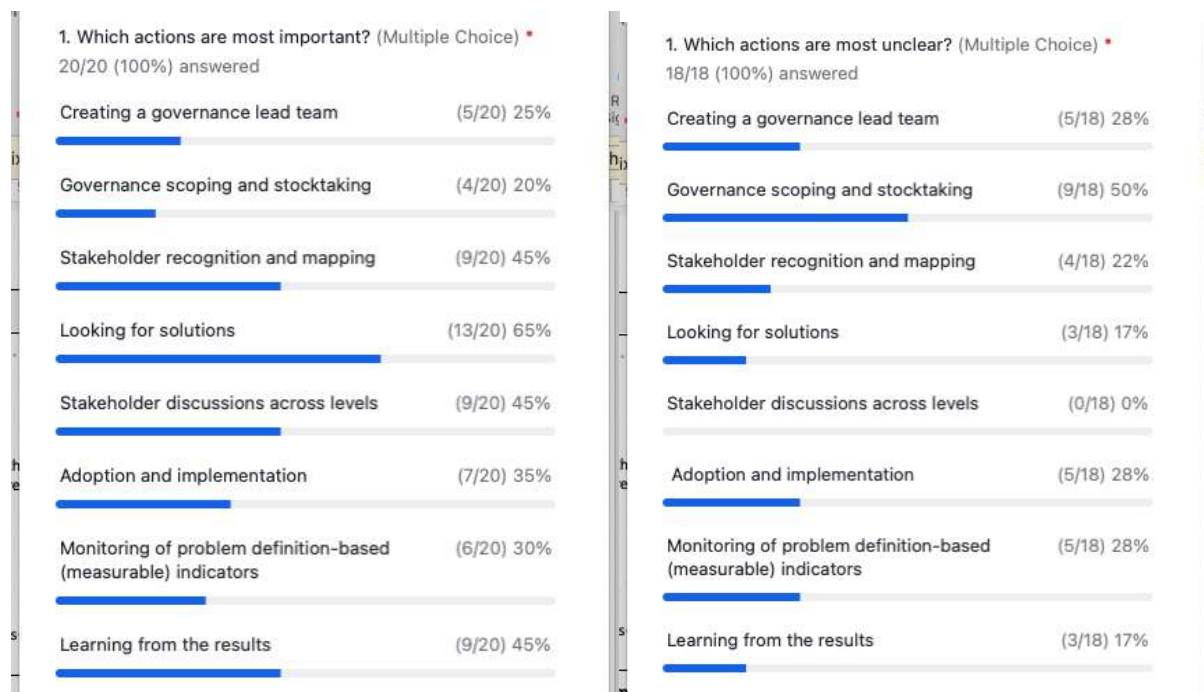 1. Which actions are most important? (Multiple Choice) *
20/20 (100%) answered
Creating a governance lead team (5/20) 25%
Governance scoping and stocktaking (4/20) 20%
Stakeholder recognition and mapping (9/20) 45%
Looking for solutions (13/20) 65%
Stakeholder discussions across levels (9/20) 45%
Adoption and implementation (7/20) 35%
Monitoring of problem definition-based (6/20) 30%
(measurable) indicators
Learning from the results (9/20) 45%
1. Which actions are most unclear? (Multiple Choice) *
18/18 (100%) answered
Creating a governance lead team (5/18) 28%
Governance scoping and stocktaking (9/18) 50%
Stakeholder recognition and mapping (4/18) 22%
Looking for solutions (3/18) 17%
Stakeholder discussions across levels (0/18) 0%
Adoption and implementation (5/18) 28%
Monitoring of problem definition-based (5/18) 28%
(measurable) indicators
Learning from the results (3/18) 17%